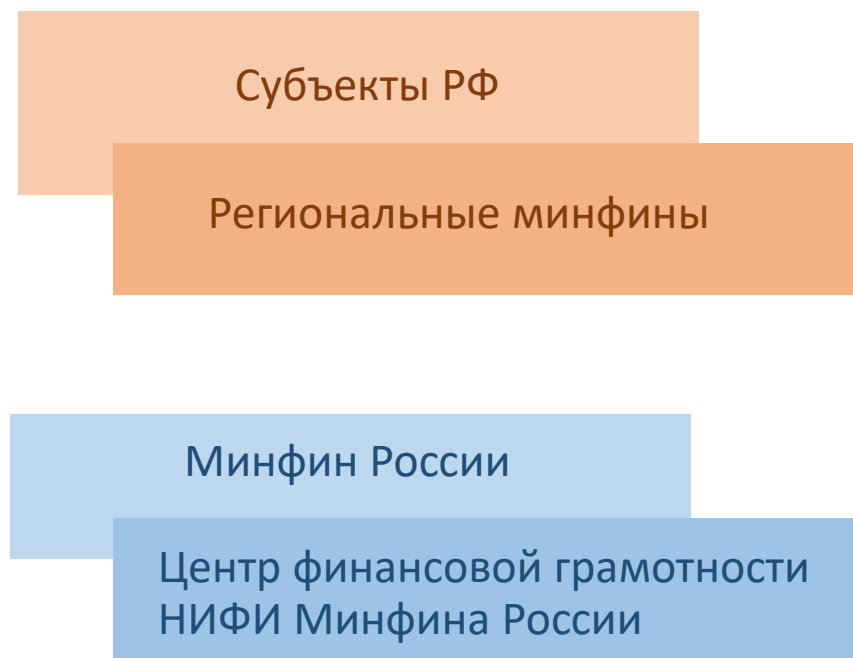 Субъекты РФ
Региональные минфины
Минфин России
Центр финансовой грамотности
НИФИ Минфина России